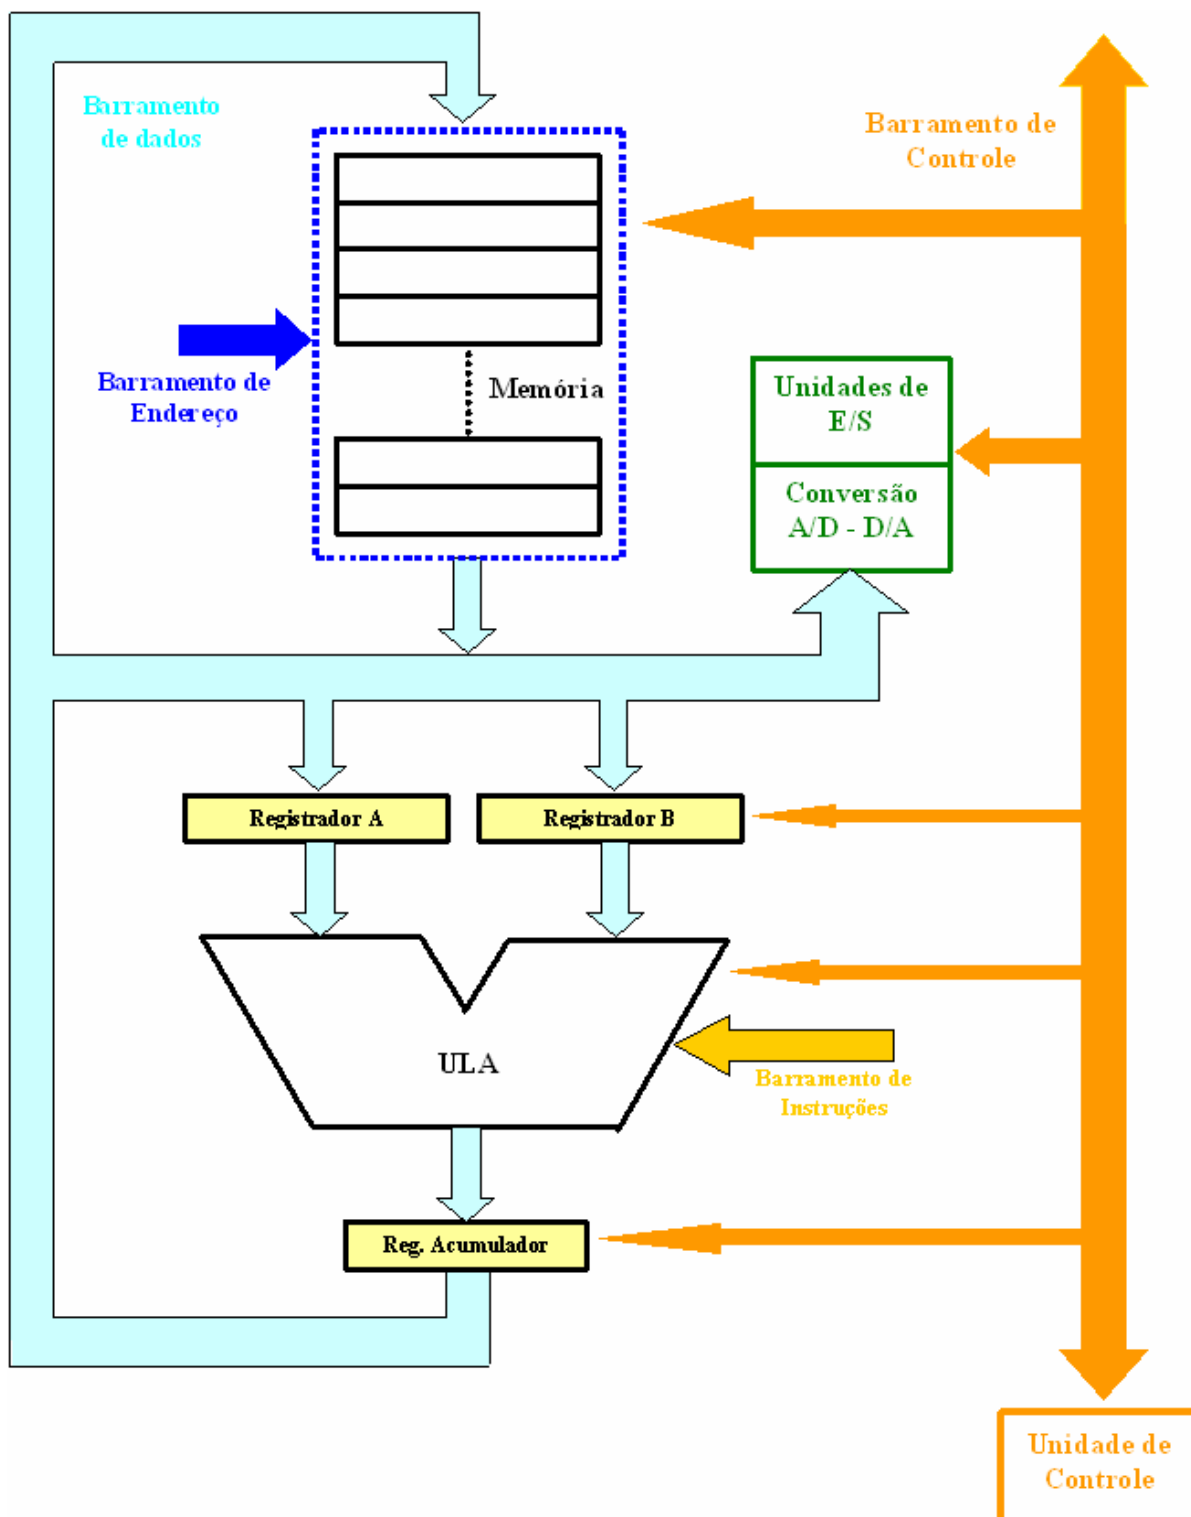 Barramento
de dados
Barramento de
Controle
Barramento de
Endereço
Memória
Unidades de
E/S
Conversão
A/D - D/A
Registrador A
Registrador B
ULA
Barramento de
Instruções
Reg. Acumulador
Unidade de
Controle